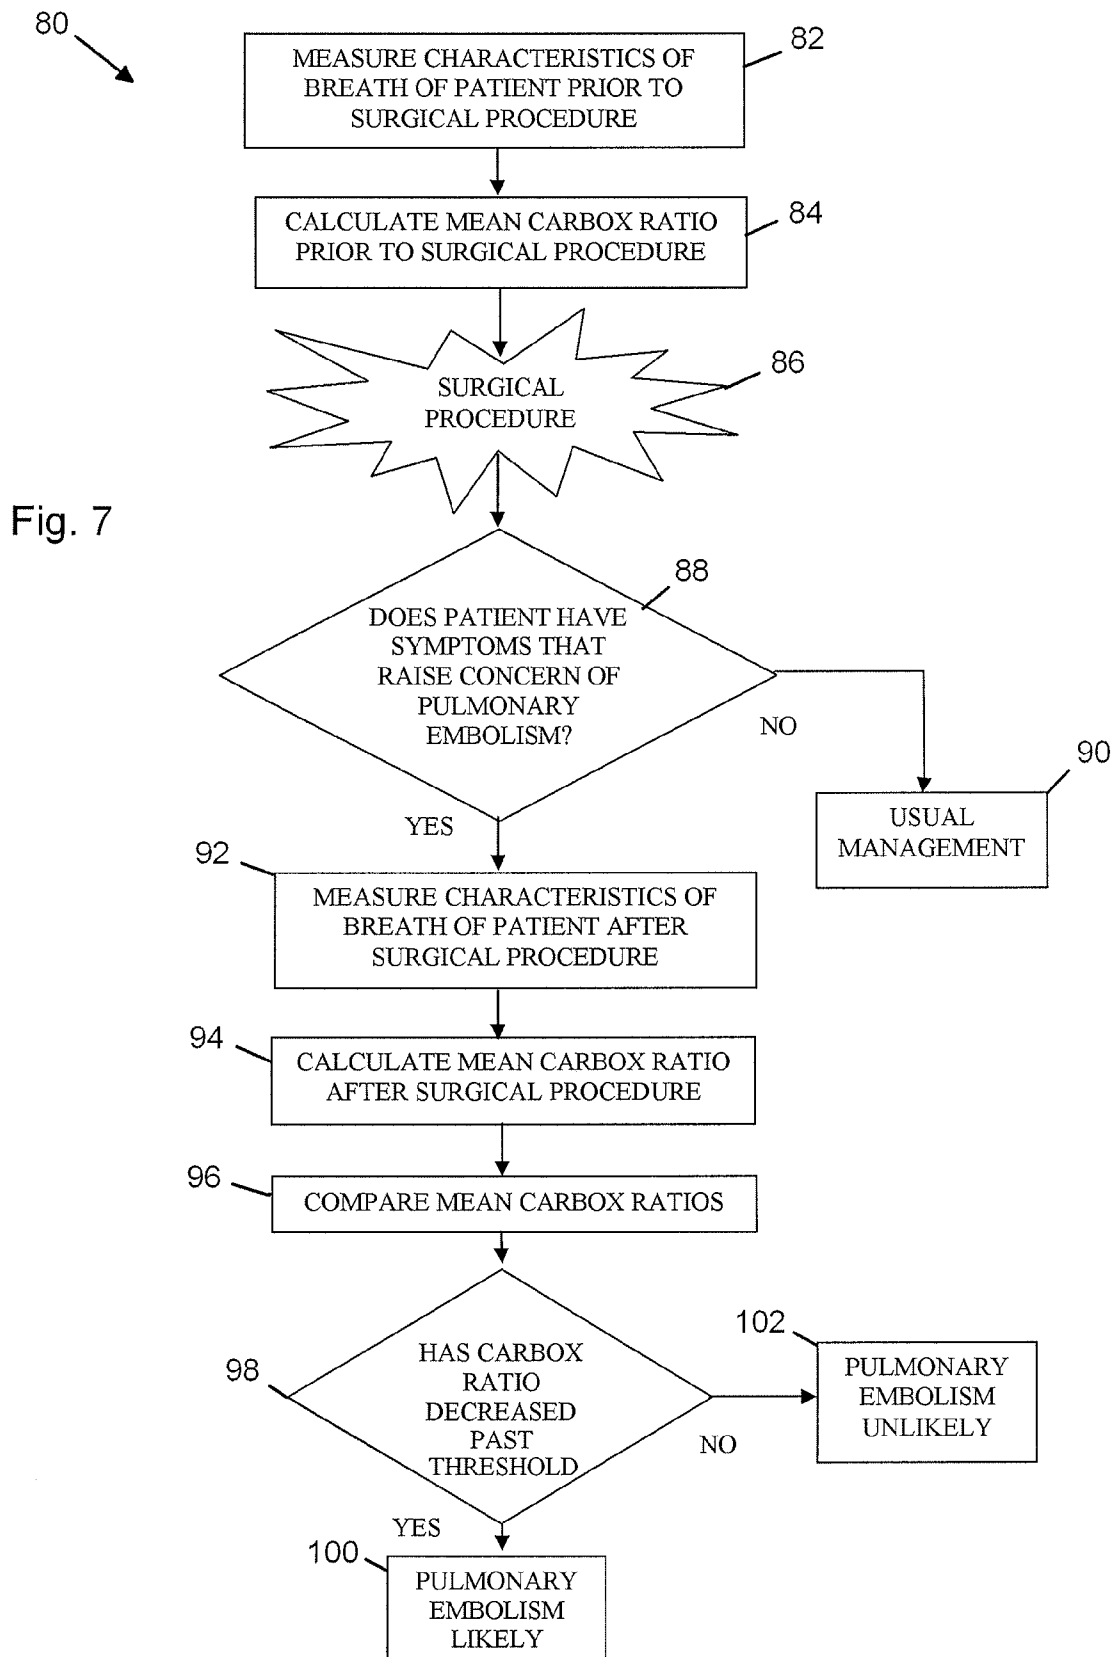 80
82
MEASURE CHARACTERISTICS OF
BREATH OF PATIENT PRIOR TO
SURGICAL PROCEDURE
84
CALCULATE MEAN CARBOX RATIO
PRIOR TO SURGICAL PROCEDURE
86
SURGICAL
PROCEDURE
Fig. 7
88
DOES PATIENT HAVE
SYMPTOMS THAT
RAISE CONCERN OF
PULMONARY
EMBOLISM?
NO
90
USUAL
MANAGEMENT
YES
92
MEASURE CHARACTERISTICS OF
BREATH OF PATIENT AFTER
SURGICAL PROCEDURE
94
CALCULATE MEAN CARBOX RATIO
AFTER SURGICAL PROCEDURE
96
COMPARE MEAN CARBOX RATIOS
98
HAS CARBOX
RATIO
DECREASED
PAST
THRESHOLD
NO
102
PULMONARY
EMBOLISM
UNLIKELY
YES
100
PULMONARY
EMBOLISM
LIKELY